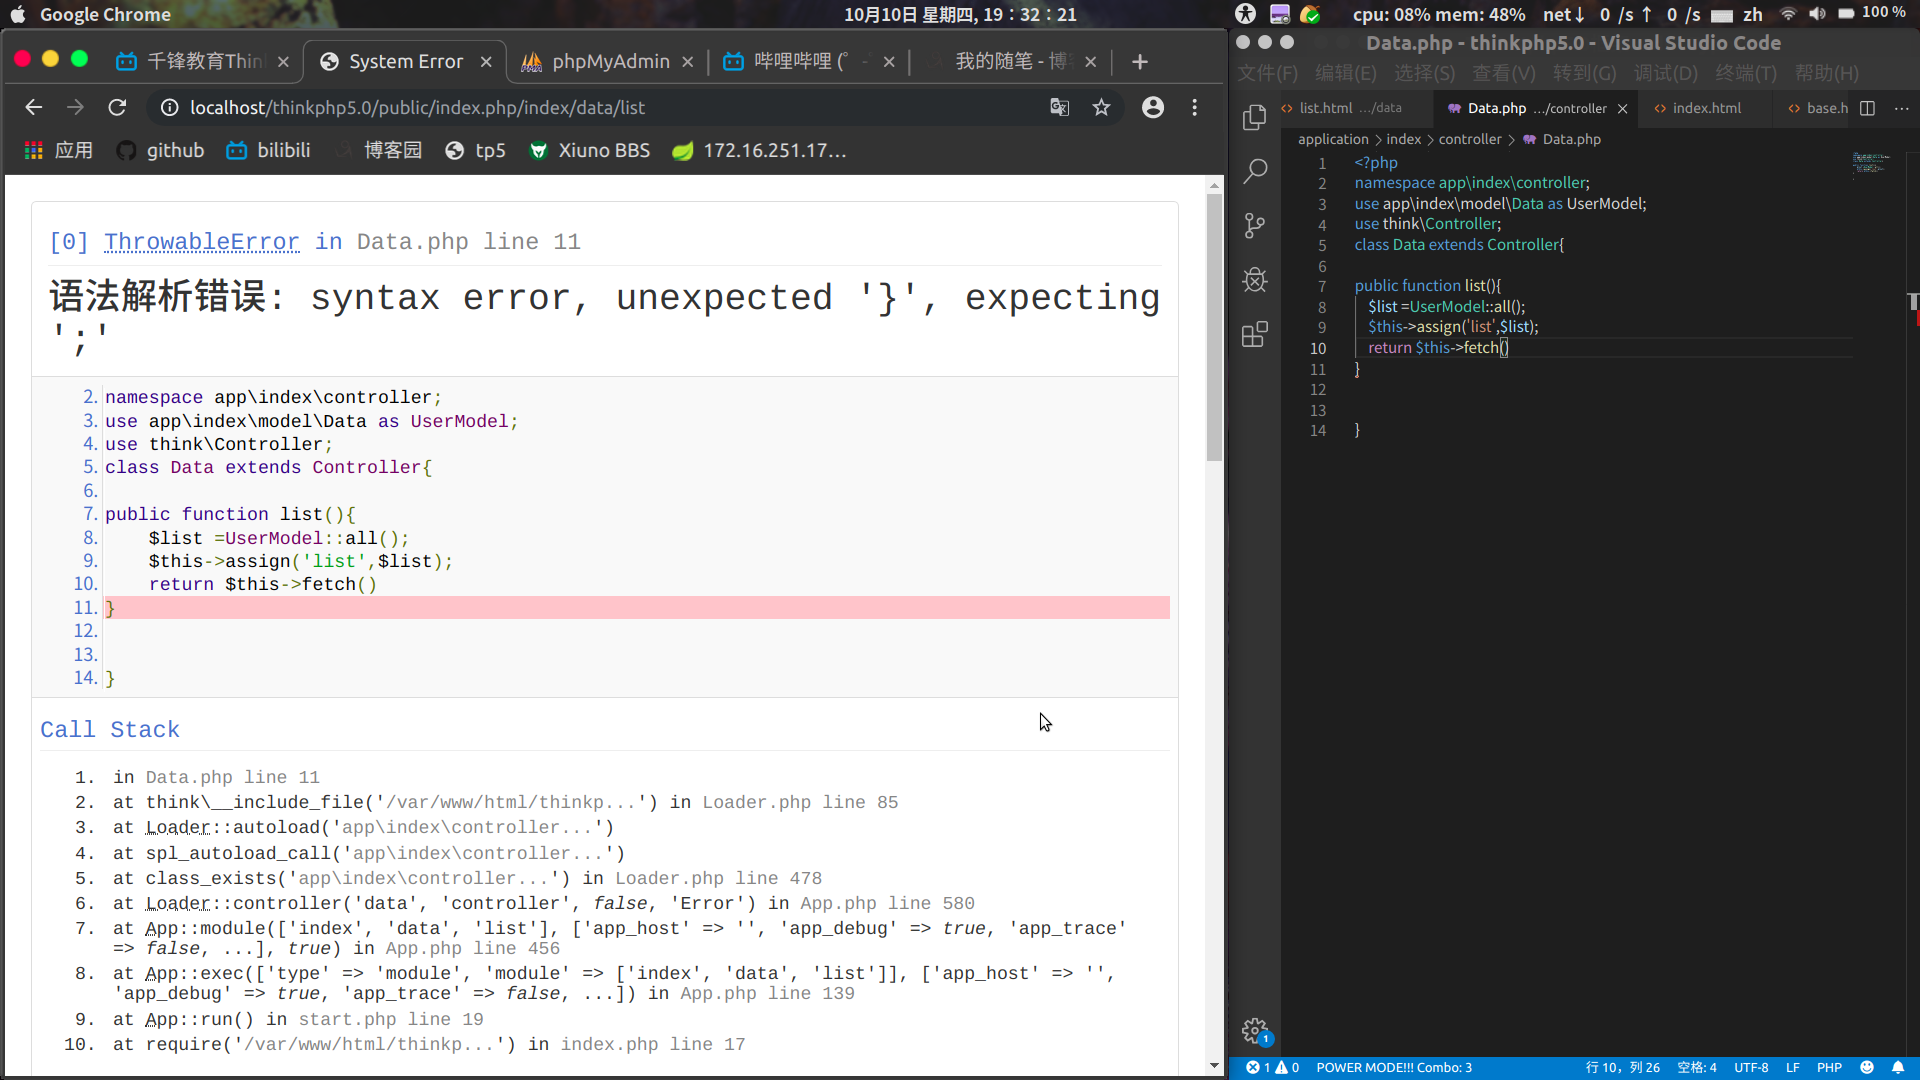 Google Chrome
10月10日 星期四, 19：32：21
cpu: 08% mem: 48% net↓ 0 /s ↑ 0 /s zh 100 %
千锋教育Thin
System Error
phpMyAdmin
哔哩哔哩 (゜-
我的随笔 - 博
localhost/thinkphp5.0/public/index.php/index/data/list
应用
github
bilibili
博客园
tp5
Xiuno BBS
172.16.251.17...
[0] ThrowableError in Data.php line 11
语法解析错误: syntax error, unexpected '}', expecting
';'
2. namespace app\index\controller;
3. use app\index\model\Data as UserModel;
4. use think\Controller;
5. class Data extends Controller{
6.
7. public function list(){
8. $list =UserModel::all();
9. $this->assign('list',$list);
10. return $this->fetch()
11. }
12.
13.
14. }
Call Stack
1. in Data.php line 11
2. at think\__include_file('/var/www/html/thinkp...') in Loader.php line 85
3. at Loader::autoload('app\index\controller...')
4. at spl_autoload_call('app\index\controller...')
5. at class_exists('app\index\controller...') in Loader.php line 478
6. at Loader::controller('data', 'controller', false, 'Error') in App.php line 580
7. at App::module(['index', 'data', 'list'], ['app_host' => '', 'app_debug' => true, 'app_trace'
=> false, ...], true) in App.php line 456
8. at App::exec(['type' => 'module', 'module' => ['index', 'data', 'list']], ['app_host' => '',
'app_debug' => true, 'app_trace' => false, ...]) in App.php line 139
9. at App::run() in start.php line 19
10. at require('/var/www/html/thinkp...') in index.php line 17
Data.php - thinkphp5.0 - Visual Studio Code
文件(F) 编辑(E) 选择(S) 查看(V) 转到(G) 调试(D) 终端(T) 帮助(H)
list.html .../data
Data.php .../controller
index.html
base.h
application > index > controller > Data.php
1 <?php
2 namespace app\index\controller;
3 use app\index\model\Data as UserModel;
4 use think\Controller;
5 class Data extends Controller{
6
7 public function list(){
8 $list =UserModel::all();
9 $this->assign('list',$list);
10 return $this->fetch()
11 }
12
13
14 }
1
1 0 POWER MODE!!! Combo: 3 行 10，列 26 空格: 4 UTF-8 LF PHP